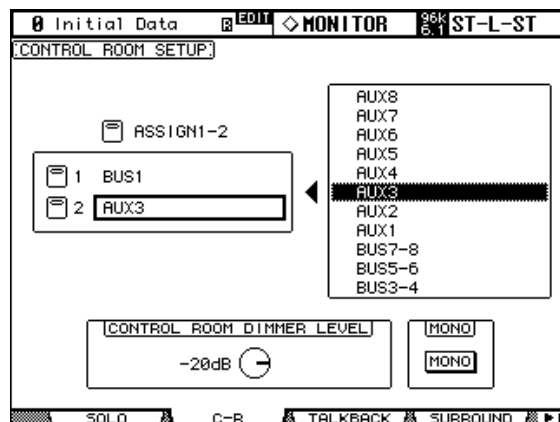 0 Initial Data EDIT ◇MONITOR 96k 6.1 ST-L-ST
CONTROL ROOM SETUP
ASSIGN1-2
1 BUS1
2 AUX3
AUX8
AUX7
AUX6
AUX5
AUX4
AUX3
AUX2
AUX1
BUS7-8
BUS5-6
BUS3-4
CONTROL ROOM DIMMER LEVEL
-20dB
MONO
MONO
SOLO C-R TALKBACK SURROUND